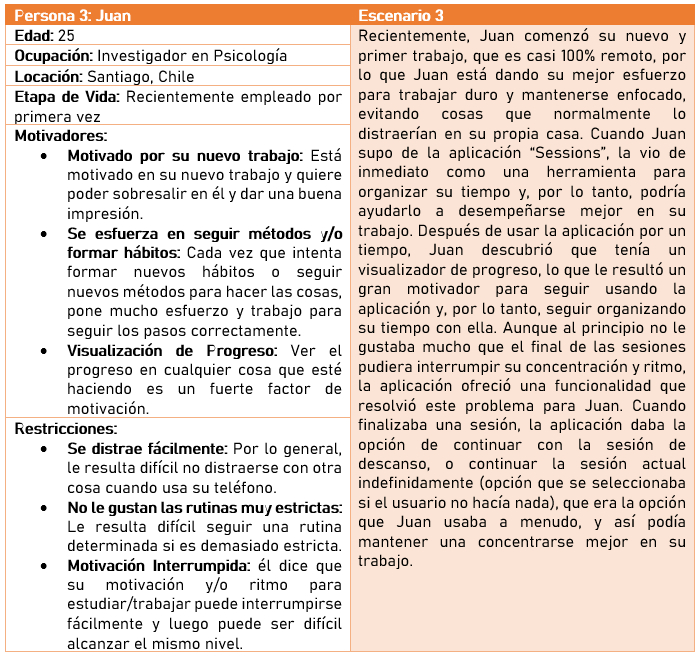 Persona 3: Juan
Edad: 25
Ocupación: Investigador en Psicología
Locación: Santiago, Chile
Etapa de Vida: Recientemente empleado por
primera vez
Motivadores:
• Motivado por su nuevo trabajo: Está
motivado en su nuevo trabajo y quiere
poder sobresalir en él y dar una buena
impresión.
• Se esfuerza en seguir métodos y/o
formar hábitos: Cada vez que intenta
formar nuevos hábitos o seguir
nuevos métodos para hacer las cosas,
pone mucho esfuerzo y trabajo para
seguir los pasos correctamente.
• Visualización de Progreso: Ver el
progreso en cualquier cosa que esté
haciendo es un fuerte factor de
motivación.
Restricciones:
• Se distrae fácilmente: Por lo general,
le resulta difícil no distraerse con otra
cosa cuando usa su teléfono.
• No le gustan las rutinas muy estrictas:
Le resulta difícil seguir una rutina
determinada si es demasiado estricta.
• Motivación Interrumpida: él dice que
su motivación y/o ritmo para
estudiar/trabajar puede interrumpirse
fácilmente y luego puede ser difícil
alcanzar el mismo nivel.
Escenario 3
Recientemente, Juan comenzó su nuevo y
primer trabajo, que es casi 100% remoto, por
lo que Juan está dando su mejor esfuerzo
para trabajar duro y mantenerse enfocado,
evitando cosas que normalmente lo
distraerían en su propia casa. Cuando Juan
supo de la aplicación “Sessions”, la vio de
inmediato como una herramienta para
organizar su tiempo y, por lo tanto, podría
ayudarlo a desempeñarse mejor en su
trabajo. Después de usar la aplicación por un
tiempo, Juan descubrió que tenía un
visualizador de progreso, lo que le resultó un
gran motivador para seguir usando la
aplicación y, por lo tanto, seguir organizando
su tiempo con ella. Aunque al principio no le
gustaba mucho que el final de las sesiones
pudiera interrumpir su concentración y ritmo,
la aplicación ofreció una funcionalidad que
resolvió este problema para Juan. Cuando
finalizaba una sesión, la aplicación daba la
opción de continuar con la sesión de
descanso, o continuar la sesión actual
indefinidamente (opción que se seleccionaba
si el usuario no hacía nada), que era la opción
que Juan usaba a menudo, y así podía
mantener una concentrarse mejor en su
trabajo.